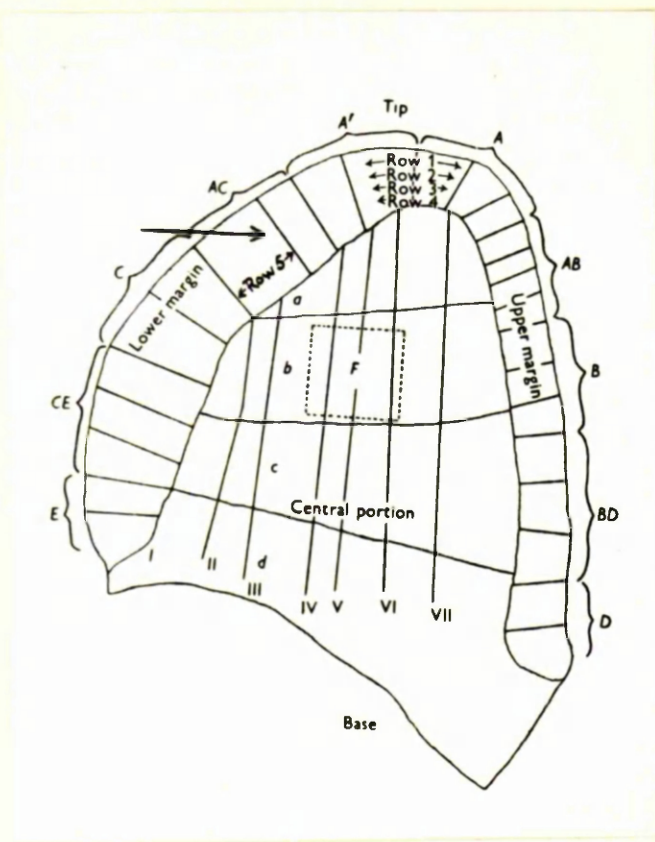 Tip
A'
A
Row 1
Row 2
Row 3
Row 4
AC
Row 5
C
Lower margin
AB
a
Upper margin
b
F
B
CE
c
Central portion
E
BD
I
II
d
III
IV
V
VI
VII
D
Base